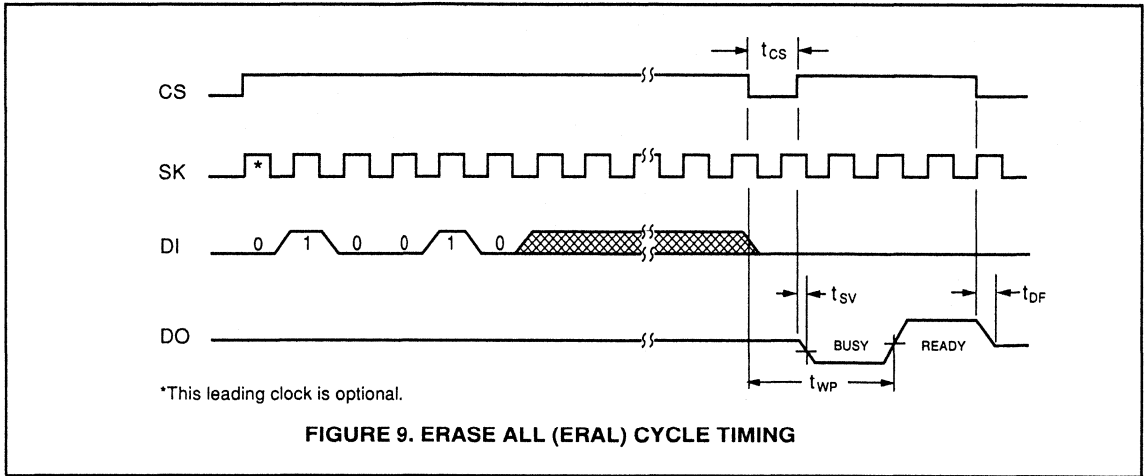 tCS
CS
SK
*
DI
0 1 0 0 1 0
tSV
tDF
DO
BUSY
READY
tWP
*This leading clock is optional.
FIGURE 9. ERASE ALL (ERAL) CYCLE TIMING